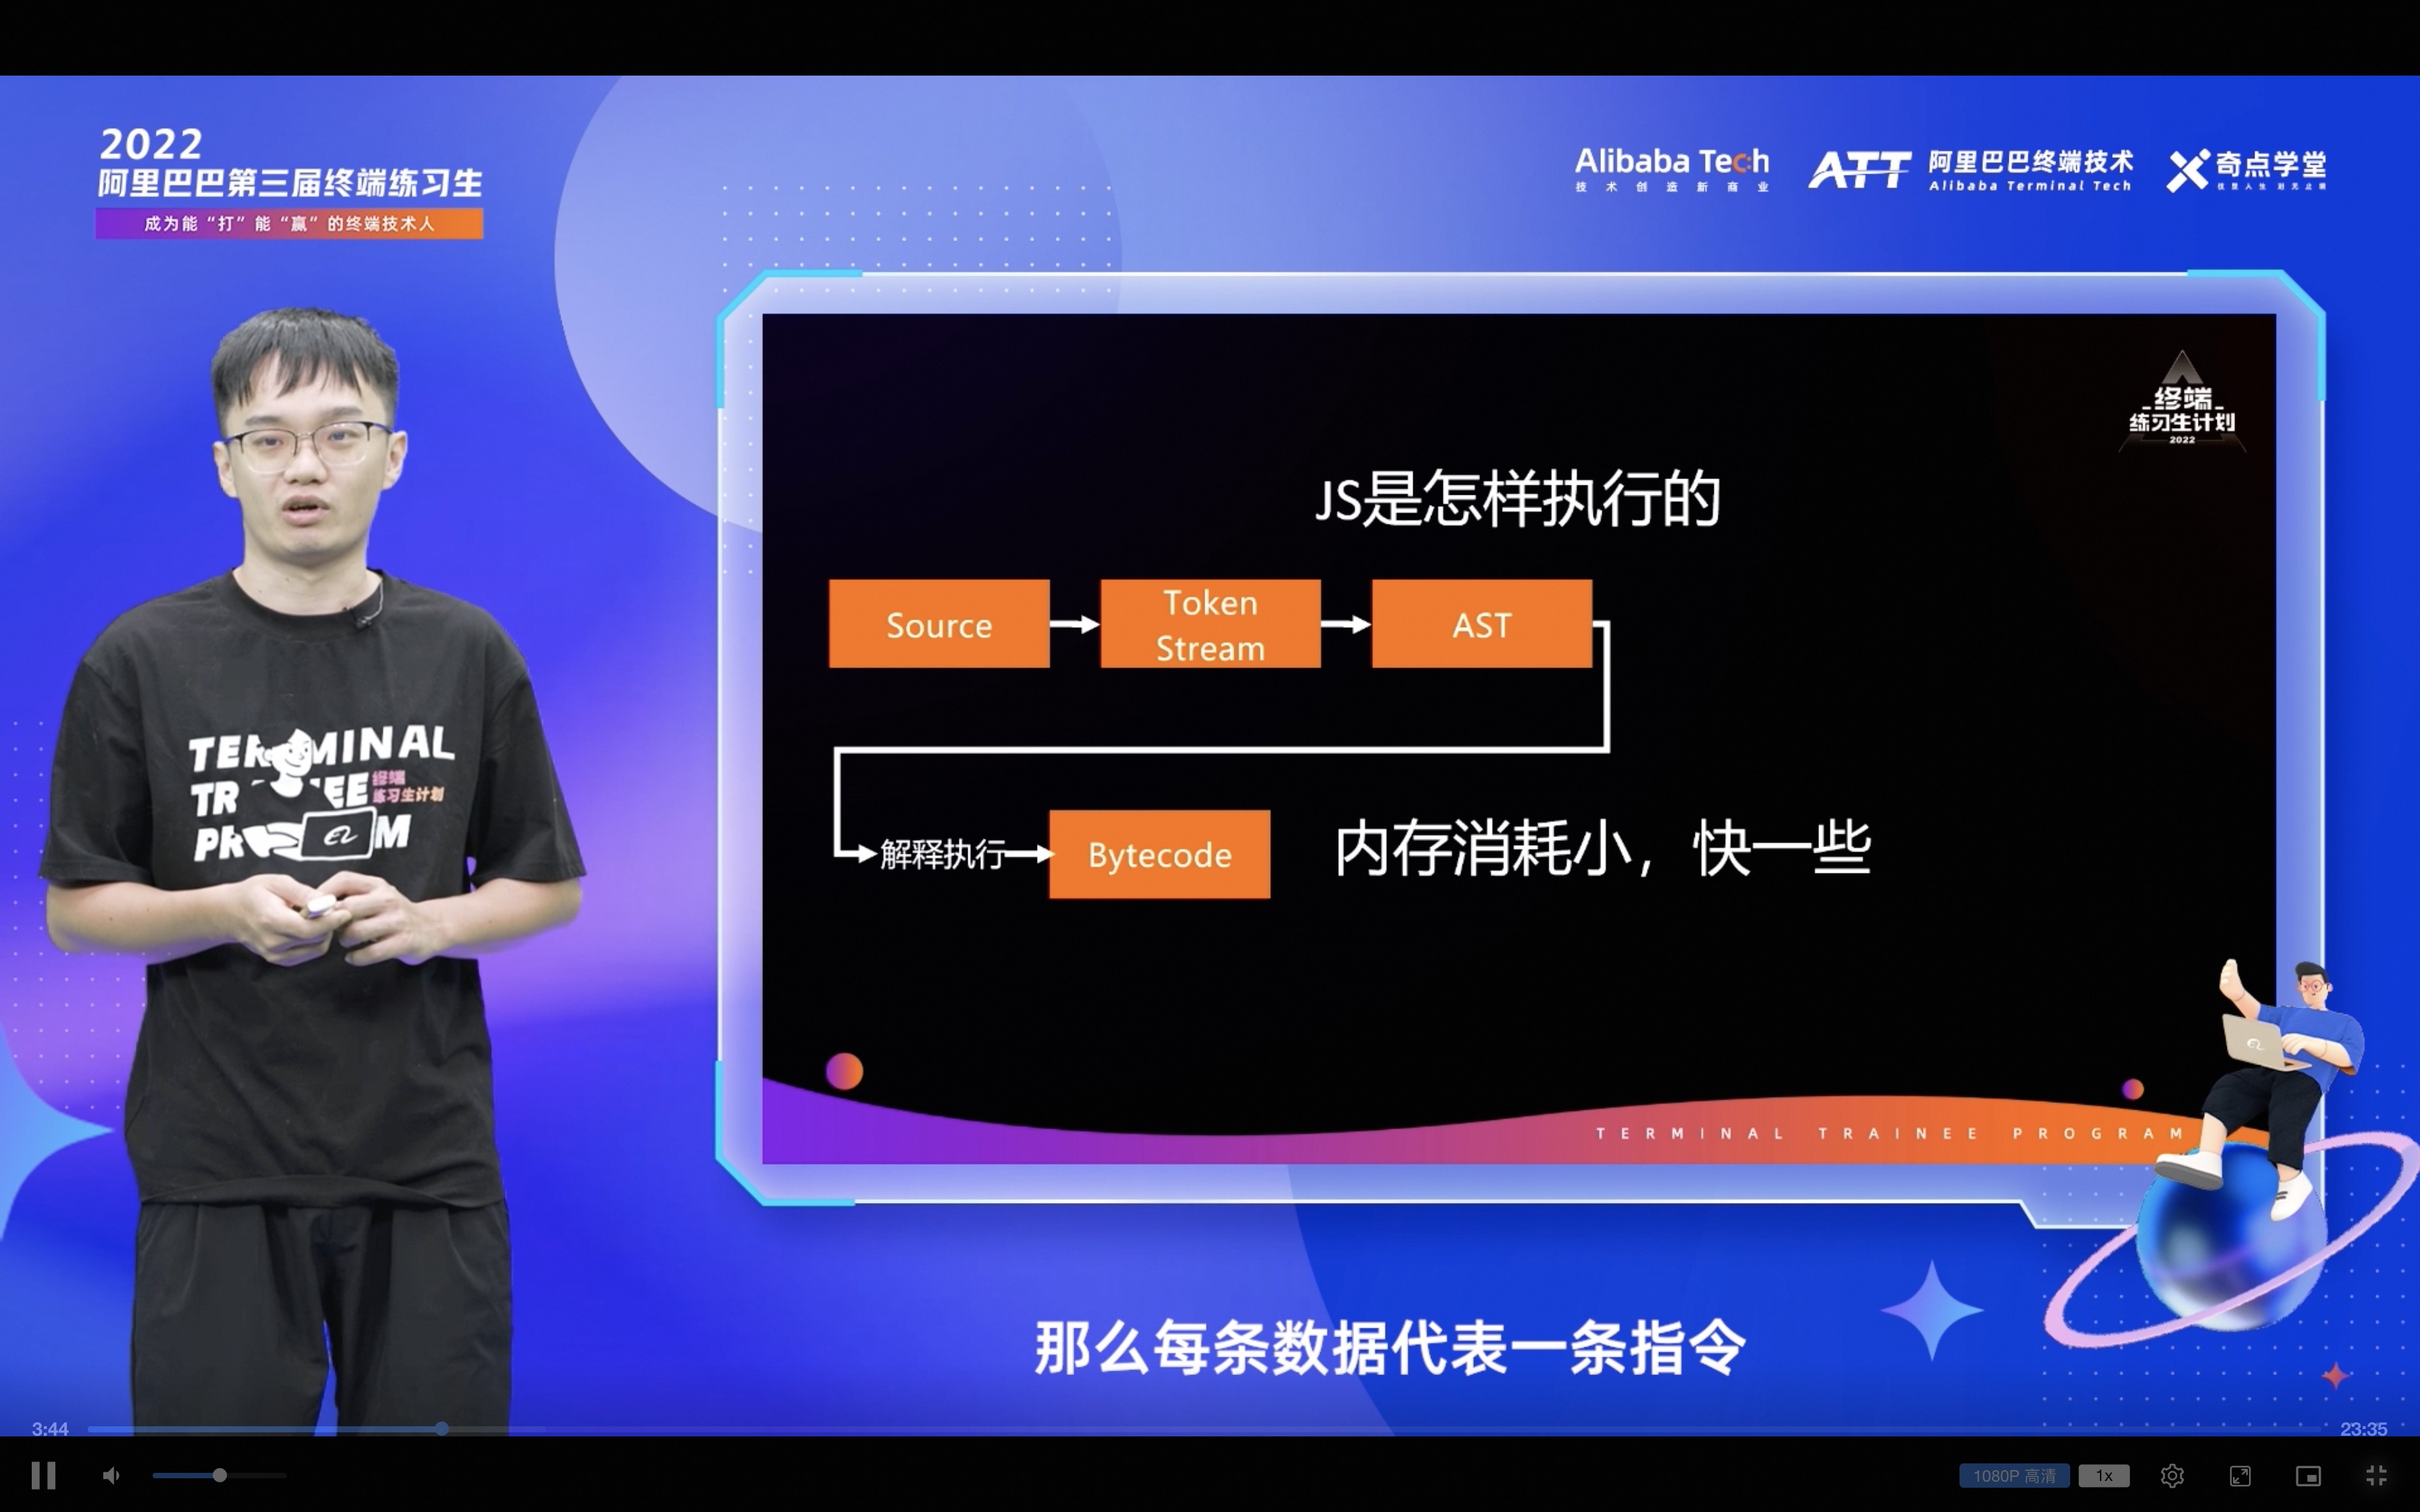 2022
阿里巴巴第三届终端练习生
成为能“打”能“赢”的终端技术人
Alibaba Tech
技术创造新商业
ATT
阿里巴巴终端技术
Alibaba Terminal Tech
奇点学堂
终端
练习生计划
2022
JS是怎样执行的
Source
Token
Stream
AST
解释执行
Bytecode
内存消耗小，快一些
TERMINAL
终端
练习生计划
TERMINAL TRAINEE PROGRAM
那么每条数据代表一条指令
3:44
23:35
1080P 高清
1x